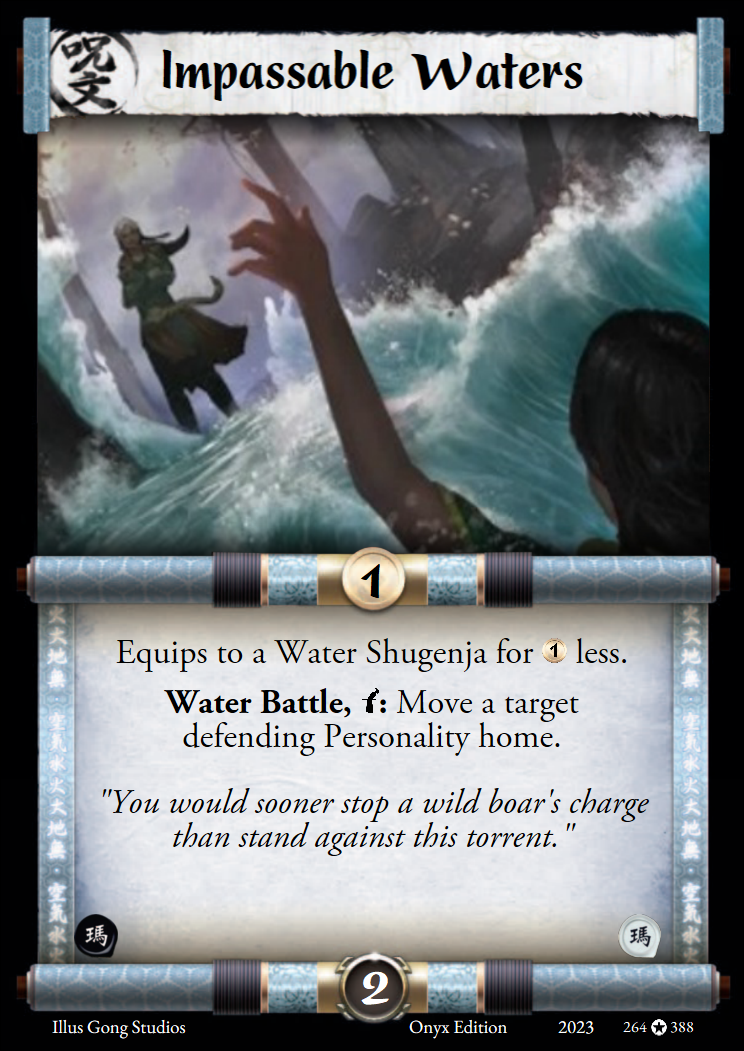 呪文
Impassable Waters
1
Equips to a Water Shugenja for 1 less.
Water Battle, : Move a target
defending Personality home.
"You would sooner stop a wild boar's charge
than stand against this torrent."
瑪
瑪
2
Illus Gong Studios Onyx Edition 2023 264 388